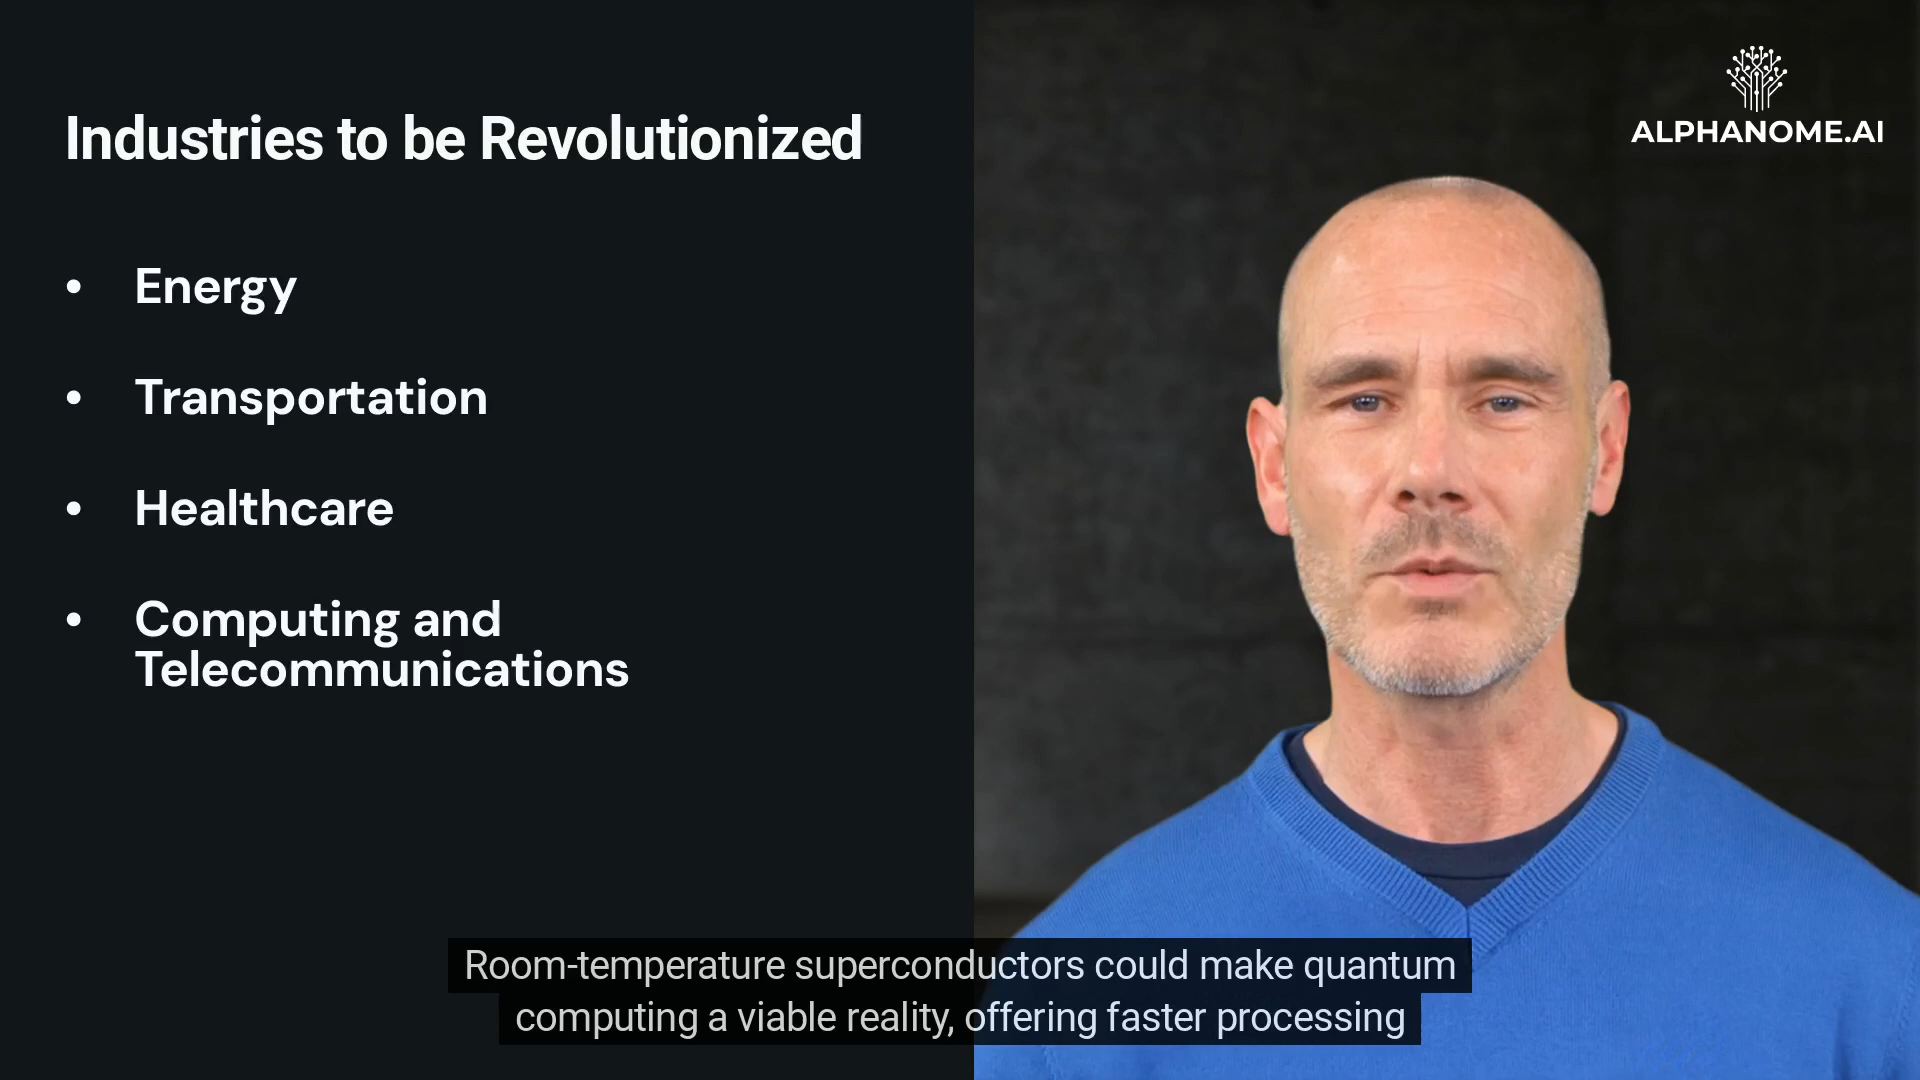 Industries to be Revolutionized
• Energy
• Transportation
• Healthcare
• Computing and
Telecommunications
ALPHANOME.AI
Room-temperature superconductors could make quantum
computing a viable reality, offering faster processing